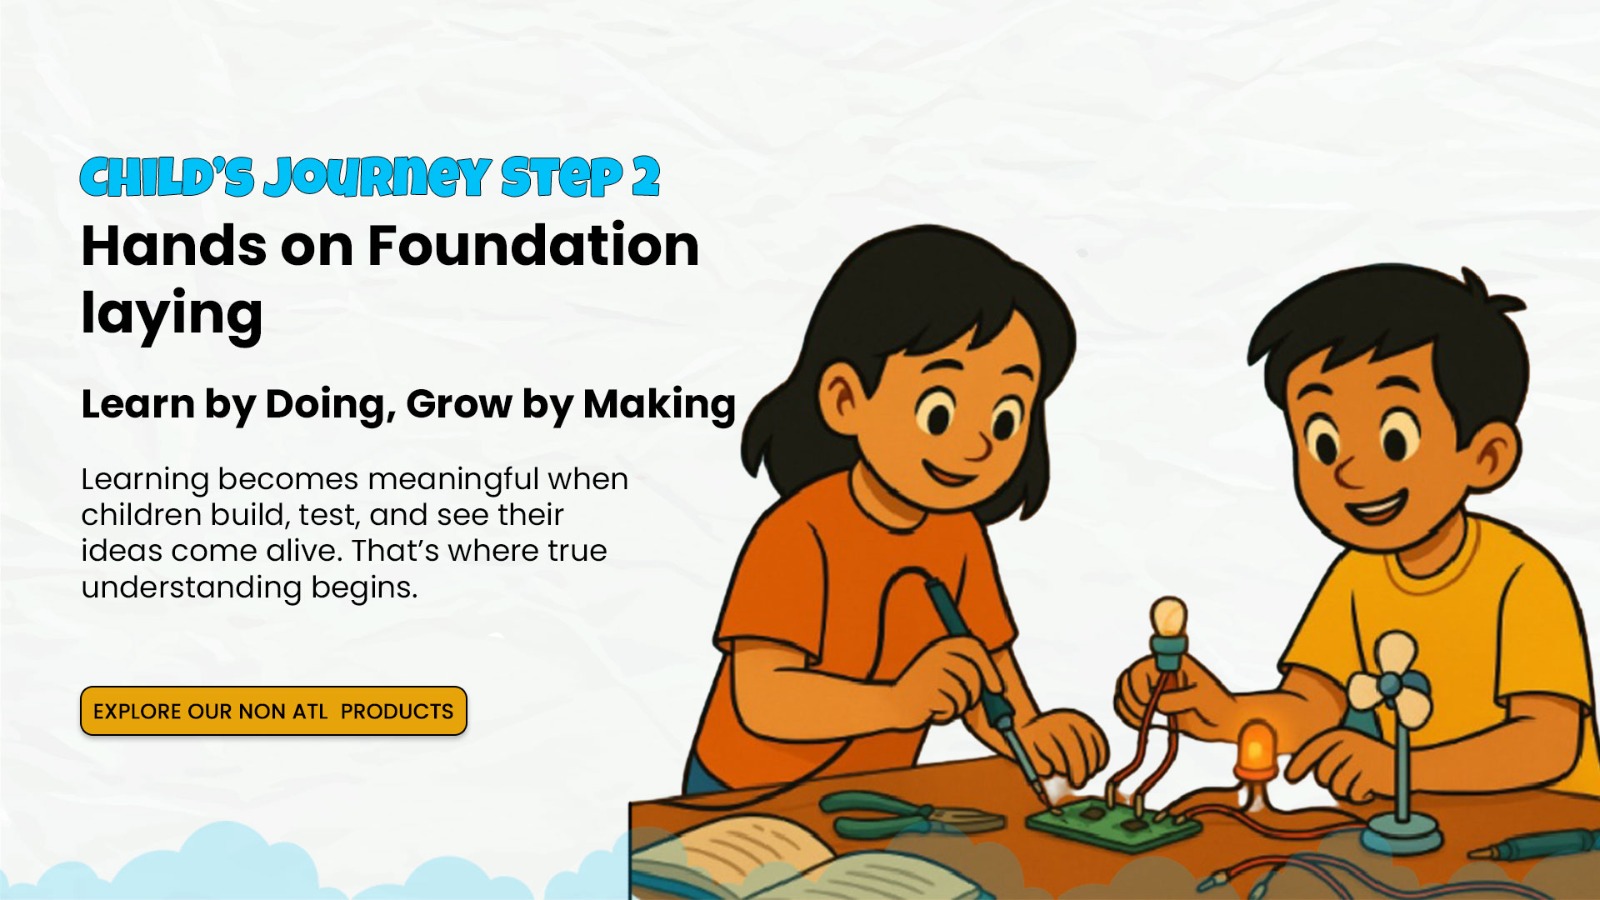 CHILD'S JOURNEY STEP 2
Hands on Foundation
laying
Learn by Doing, Grow by Making
Learning becomes meaningful when
children build, test, and see their
ideas come alive. That's where true
understanding begins.
EXPLORE OUR NON ATL  PRODUCTS